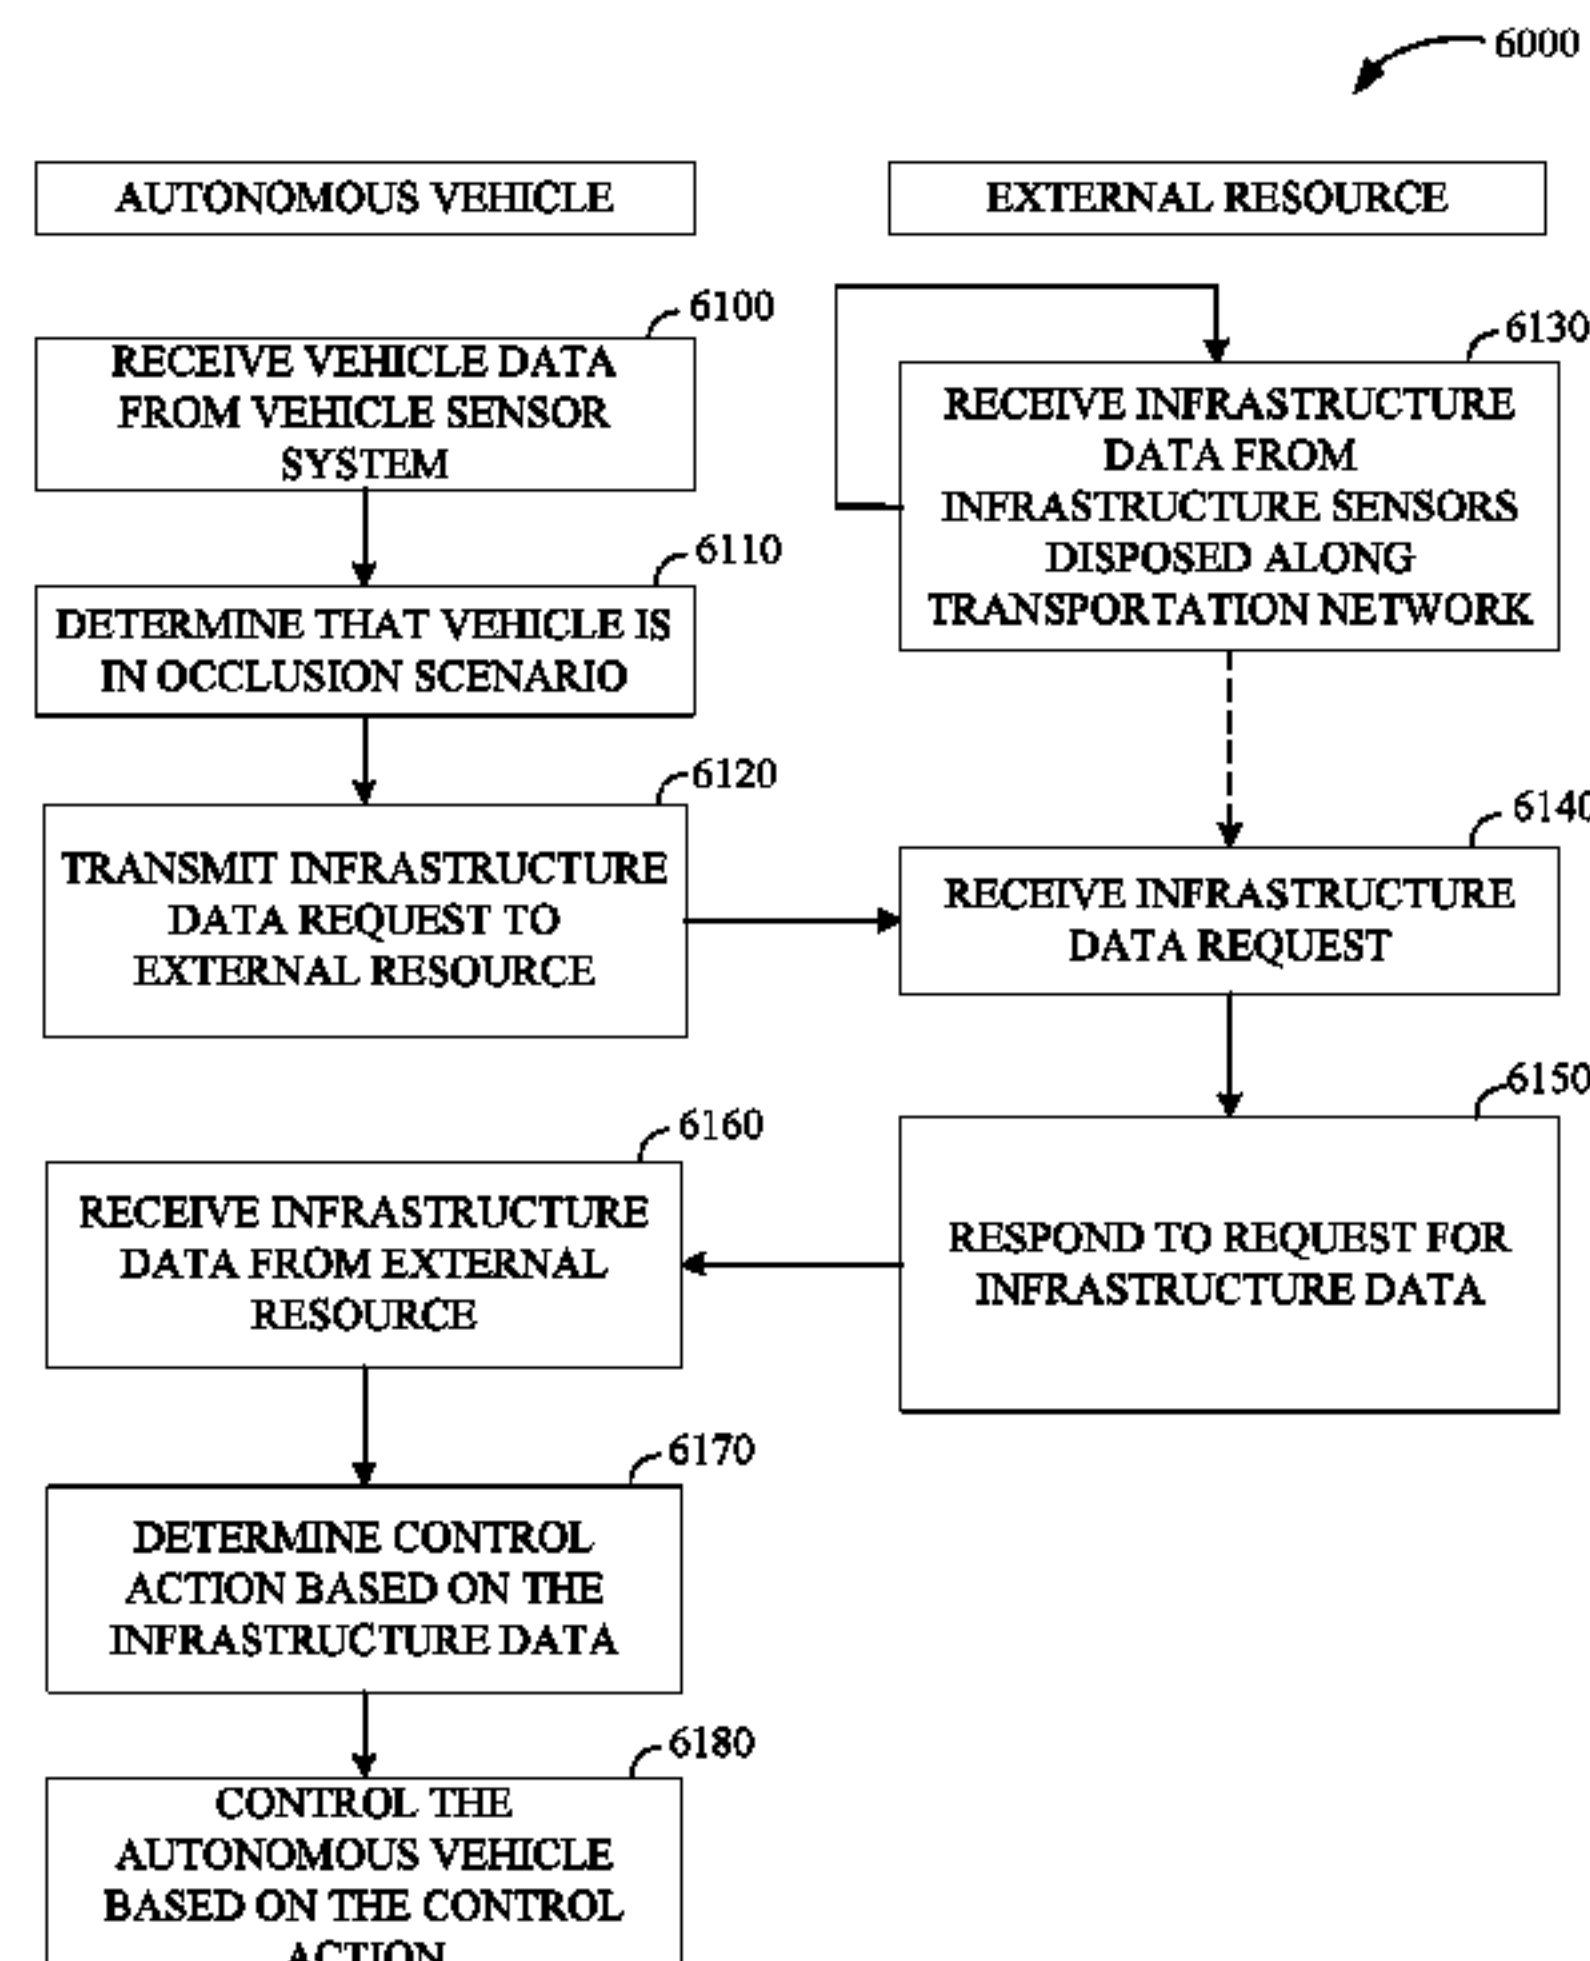 6000
AUTONOMOUS VEHICLE
EXTERNAL RESOURCE
6100
RECEIVE VEHICLE DATA
FROM VEHICLE SENSOR
SYSTEM
6110
DETERMINE THAT VEHICLE IS
IN OCCLUSION SCENARIO
6120
TRANSMIT INFRASTRUCTURE
DATA REQUEST TO
EXTERNAL RESOURCE
6130
RECEIVE INFRASTRUCTURE
DATA FROM
INFRASTRUCTURE SENSORS
DISPOSED ALONG
TRANSPORTATION NETWORK
6140
RECEIVE INFRASTRUCTURE
DATA REQUEST
6150
RESPOND TO REQUEST FOR
INFRASTRUCTURE DATA
6160
RECEIVE INFRASTRUCTURE
DATA FROM EXTERNAL
RESOURCE
6170
DETERMINE CONTROL
ACTION BASED ON THE
INFRASTRUCTURE DATA
6180
CONTROL THE
AUTONOMOUS VEHICLE
BASED ON THE CONTROL
ACTION